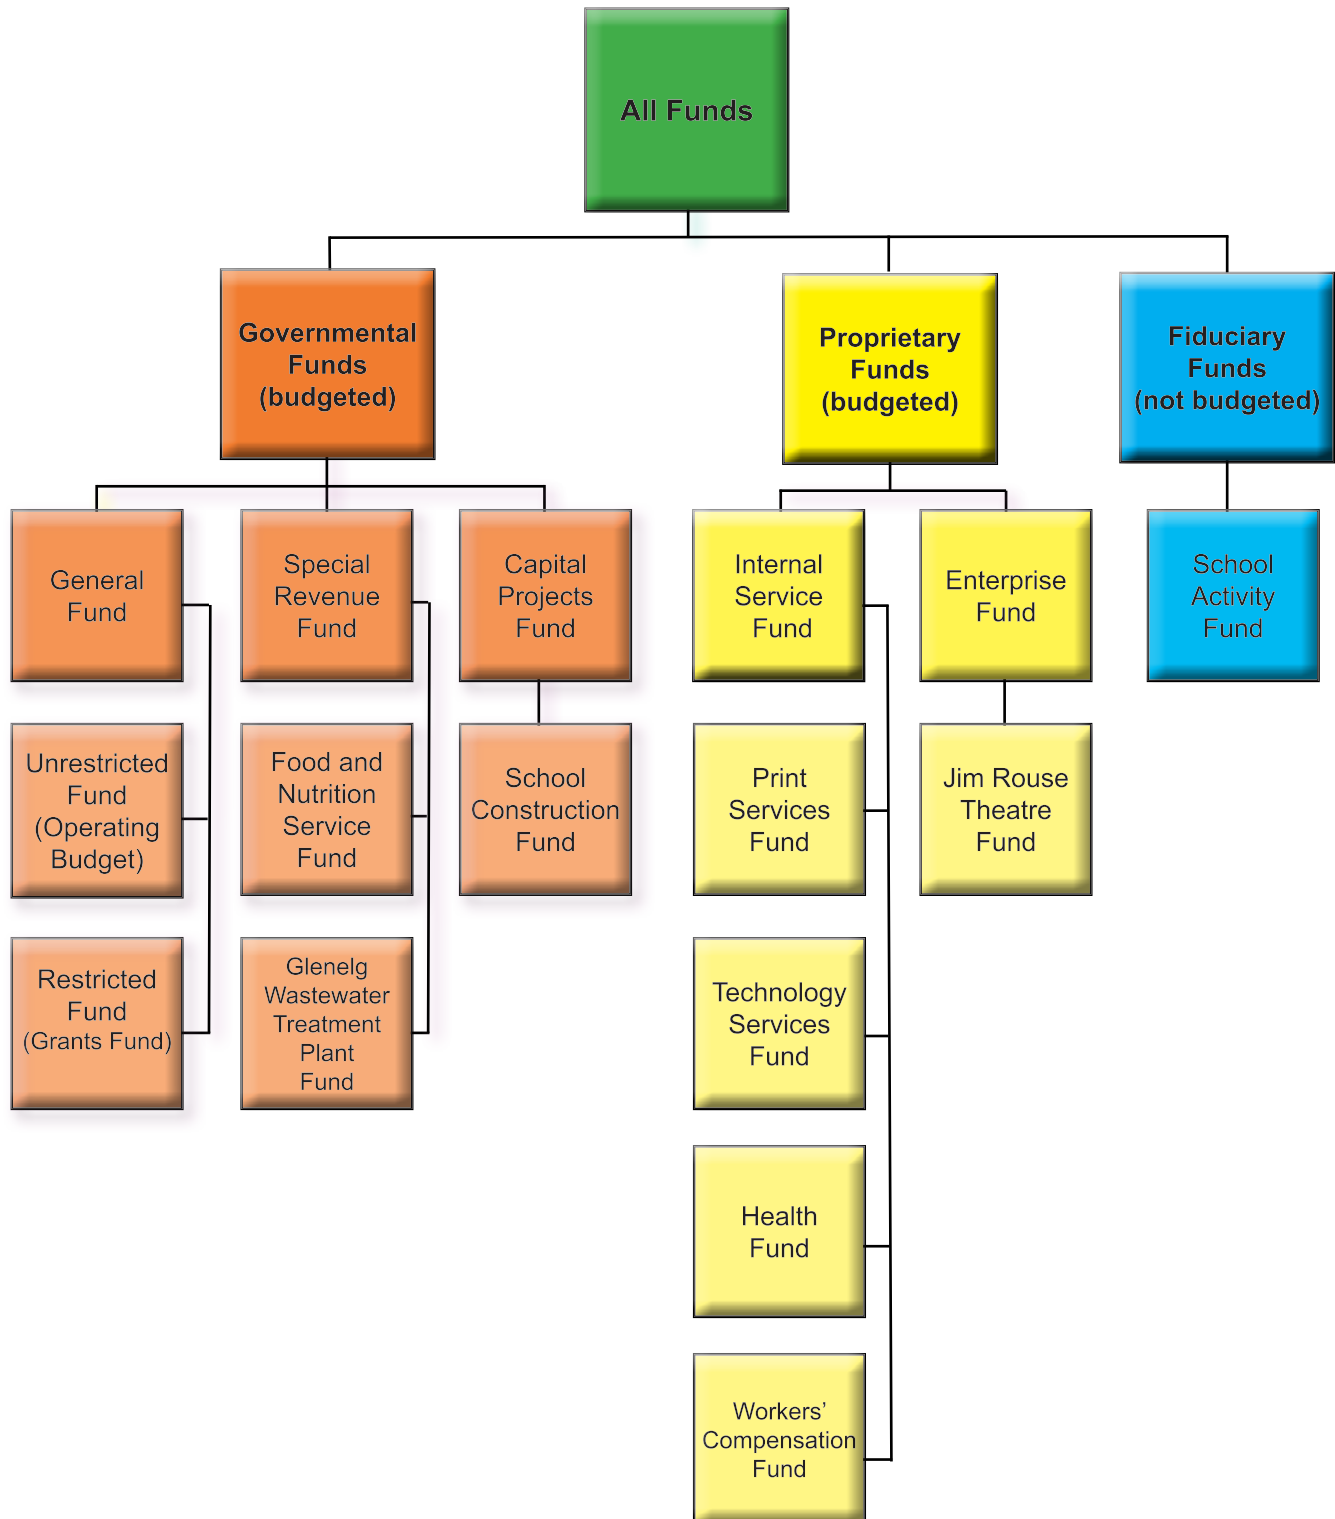 All Funds
Governmental
Funds
(budgeted)
Proprietary
Funds
(budgeted)
Fiduciary
Funds
(not budgeted)
General
Fund
Special
Revenue
Fund
Capital
Projects
Fund
Internal
Service
Fund
Enterprise
Fund
School
Activity
Fund
Unrestricted
Fund
(Operating
Budget)
Food and
Nutrition
Service
Fund
School
Construction
Fund
Print
Services
Fund
Jim Rouse
Theatre
Fund
Restricted
Fund
(Grants Fund)
Glenelg
Wastewater
Treatment
Plant
Fund
Technology
Services
Fund
Health
Fund
Workers’
Compensation
Fund